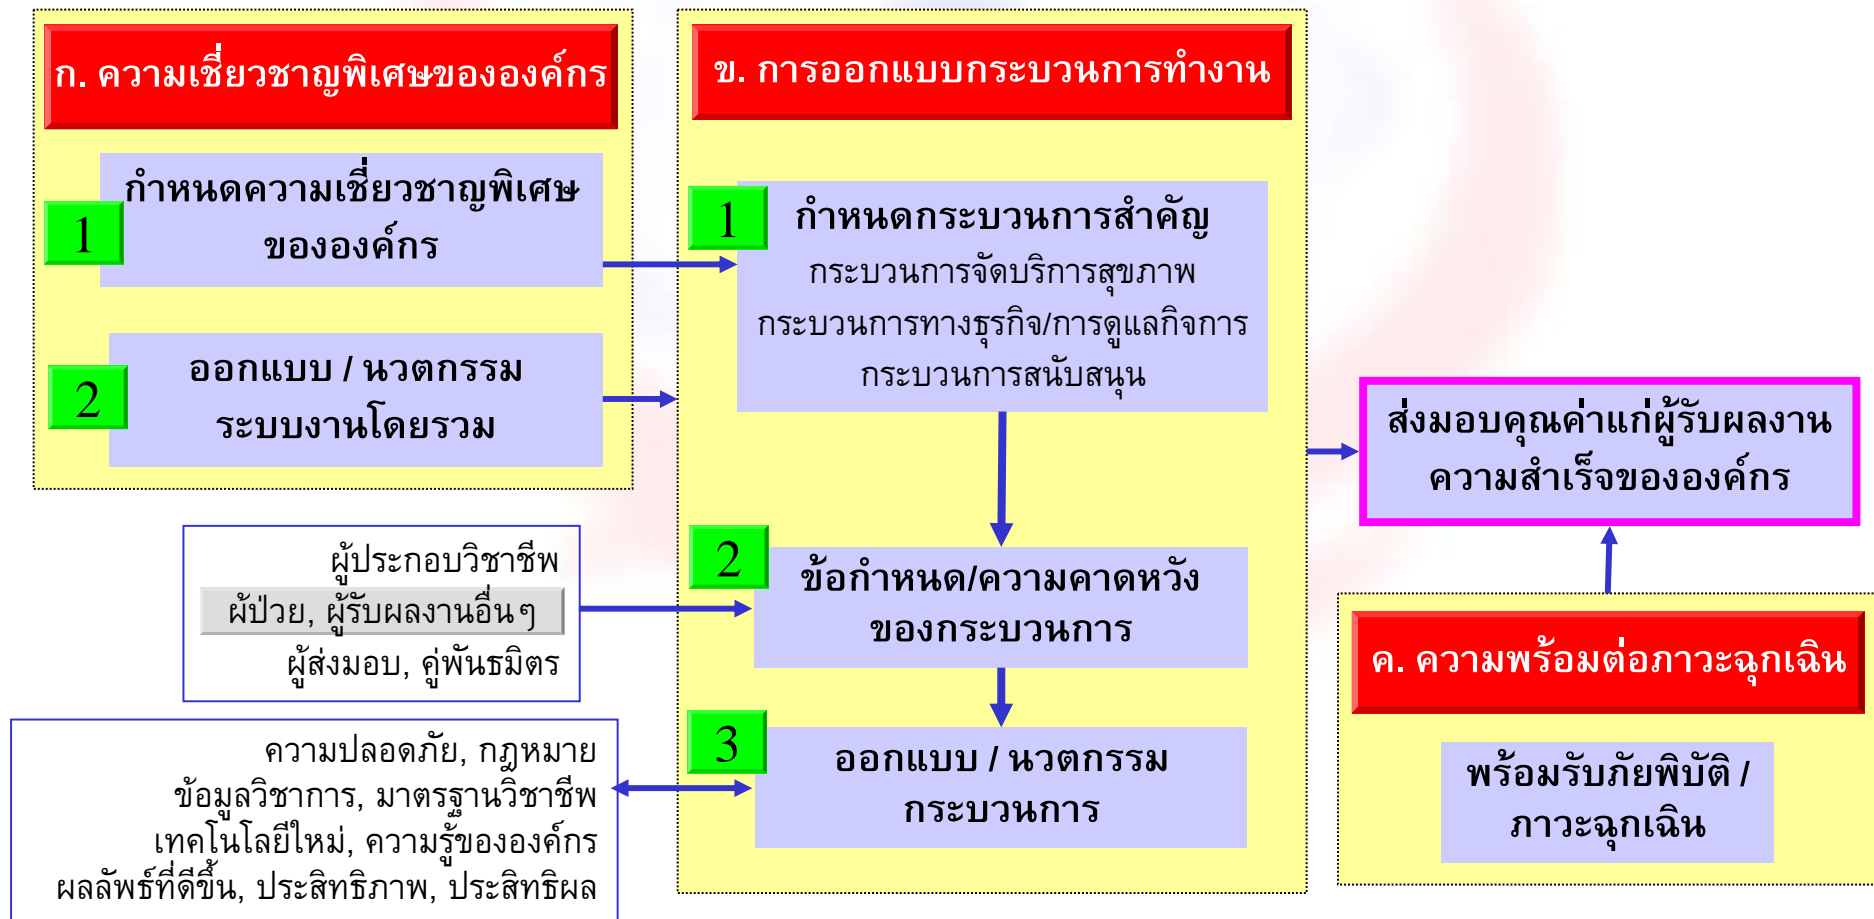 ก. ความเชี่ยวชาญพิเศษขององค์กร
1
กำหนดความเชี่ยวชาญพิเศษ
ขององค์กร
2
ออกแบบ / นวตกรรม
ระบบงานโดยรวม
ข. การออกแบบกระบวนการทำงาน
1
กำหนดกระบวนการสำคัญ
กระบวนการจัดบริการสุขภาพ
กระบวนการทางธุรกิจ/การดูแลกิจการ
กระบวนการสนับสนุน
2
ข้อกำหนด/ความคาดหวัง
ของกระบวนการ
3
ออกแบบ / นวตกรรม
กระบวนการ
ผู้ประกอบวิชาชีพ
ผ้ป่วย, ผู้รับผลงานอื่นๆ
ผู้ส่งมอบ, คู่พันธมิตร
ความปลอดภัย, กฎหมาย
ข้อมูลวิชาการ, มาตรฐานวิชาชีพ
เทคโนโลยีใหม่, ความรู้ขององค์กร
ผลลัพธ์ที่ดีขึ้น, ประสิทธิภาพ, ประสิทธิผล
ส่งมอบคุณค่าแก่ผู้รับผลงาน
ความสำเร็จขององค์กร
ค. ความพร้อมต่อภาวะฉุกเฉิน
พร้อมรับภัยพิบัติ /
ภาวะฉุกเฉิน